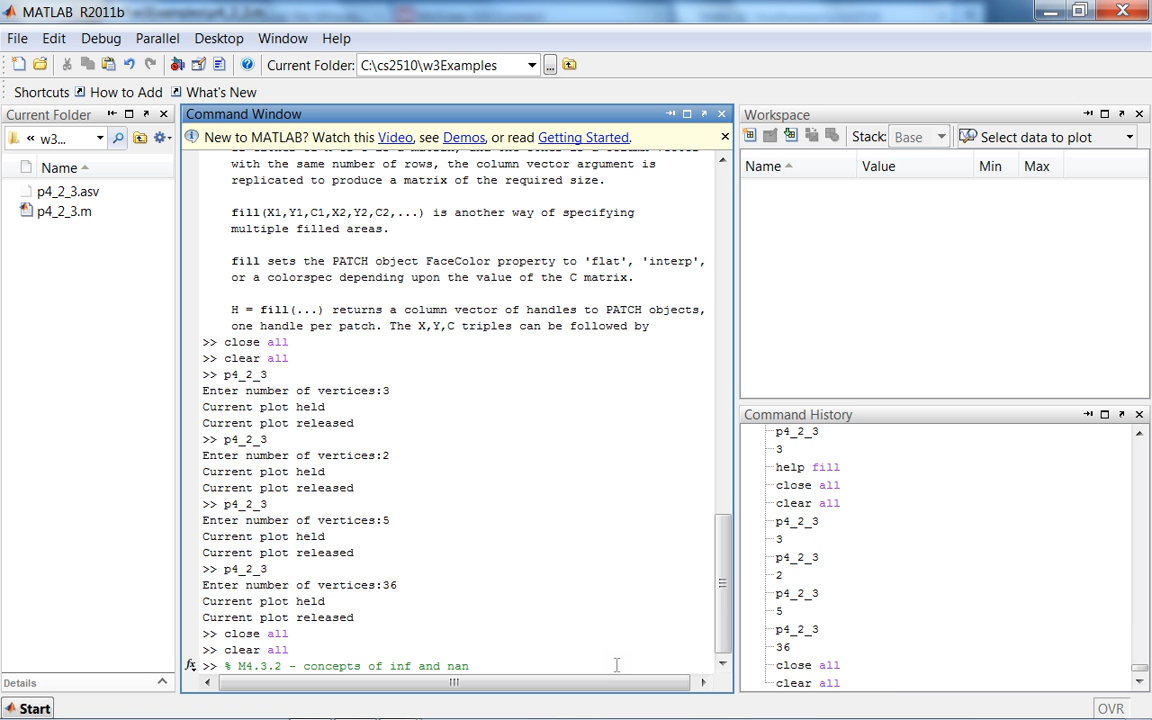 MATLAB R2011b
File Edit Debug Parallel Desktop Window Help
Current Folder: C:\cs2510\w3Examples ...
Shortcuts How to Add What's New
Current Folder
« w3...
Name
p4_2_3.asv
p4_2_3.m
Details
Command Window
New to MATLAB? Watch this Video, see Demos, or read Getting Started.
with the same number of rows, the column vector argument is
replicated to produce a matrix of the required size.
fill(X1,Y1,C1,X2,Y2,C2,...) is another way of specifying
multiple filled areas.
fill sets the PATCH object FaceColor property to 'flat', 'interp',
or a colorspec depending upon the value of the C matrix.
H = fill(...) returns a column vector of handles to PATCH objects,
one handle per patch. The X,Y,C triples can be followed by
>> close all
>> clear all
>> p4_2_3
Enter number of vertices:3
Current plot held
Current plot released
>> p4_2_3
Enter number of vertices:2
Current plot held
Current plot released
>> p4_2_3
Enter number of vertices:5
Current plot held
Current plot released
>> p4_2_3
Enter number of vertices:36
Current plot held
Current plot released
>> close all
>> clear all
fx >> % M4.3.2 - concepts of inf and nan
Workspace
Stack: Base Select data to plot
Name Value Min Max
Command History
p4_2_3
3
help fill
close all
clear all
p4_2_3
3
p4_2_3
2
p4_2_3
5
p4_2_3
36
close all
clear all
Start
OVR